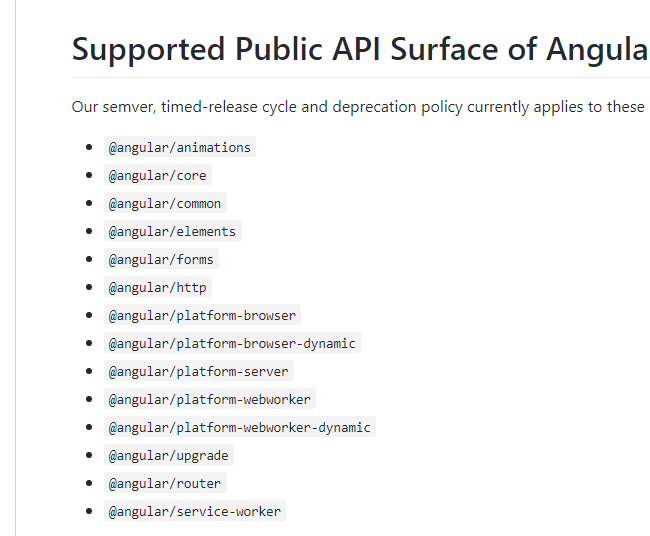 Supported Public API Surface of Angula
Our semver, timed-release cycle and deprecation policy currently applies to these
@angular/animations
@angular/core
@angular/common
@angular/elements
@angular/forms
@angular/http
@angular/platform-browser
@angular/platform-browser-dynamic
@angular/platform-server
@angular/platform-webworker
@angular/platform-webworker-dynamic
@angular/upgrade
@angular/router
@angular/service-worker